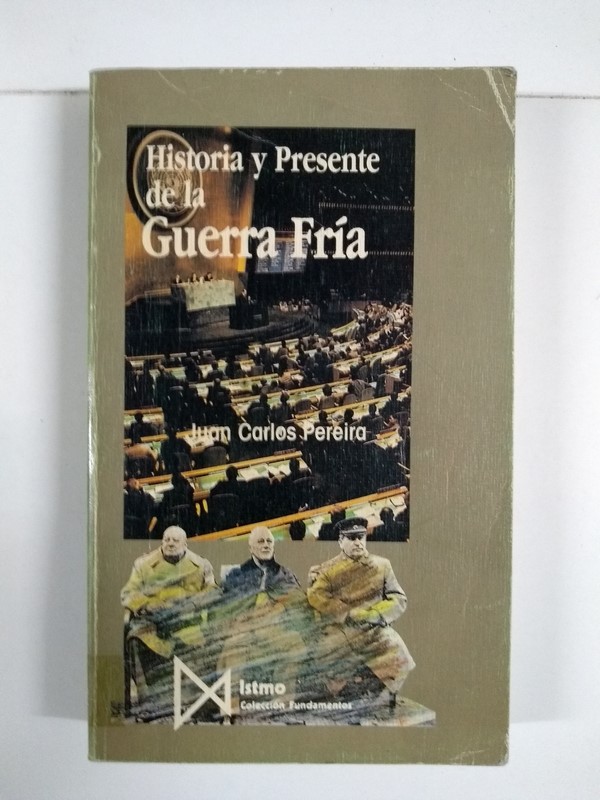 Historia y Presente
de la
Guerra Fría
Juan Carlos Pereira
Istmo
Colección Fundamentos